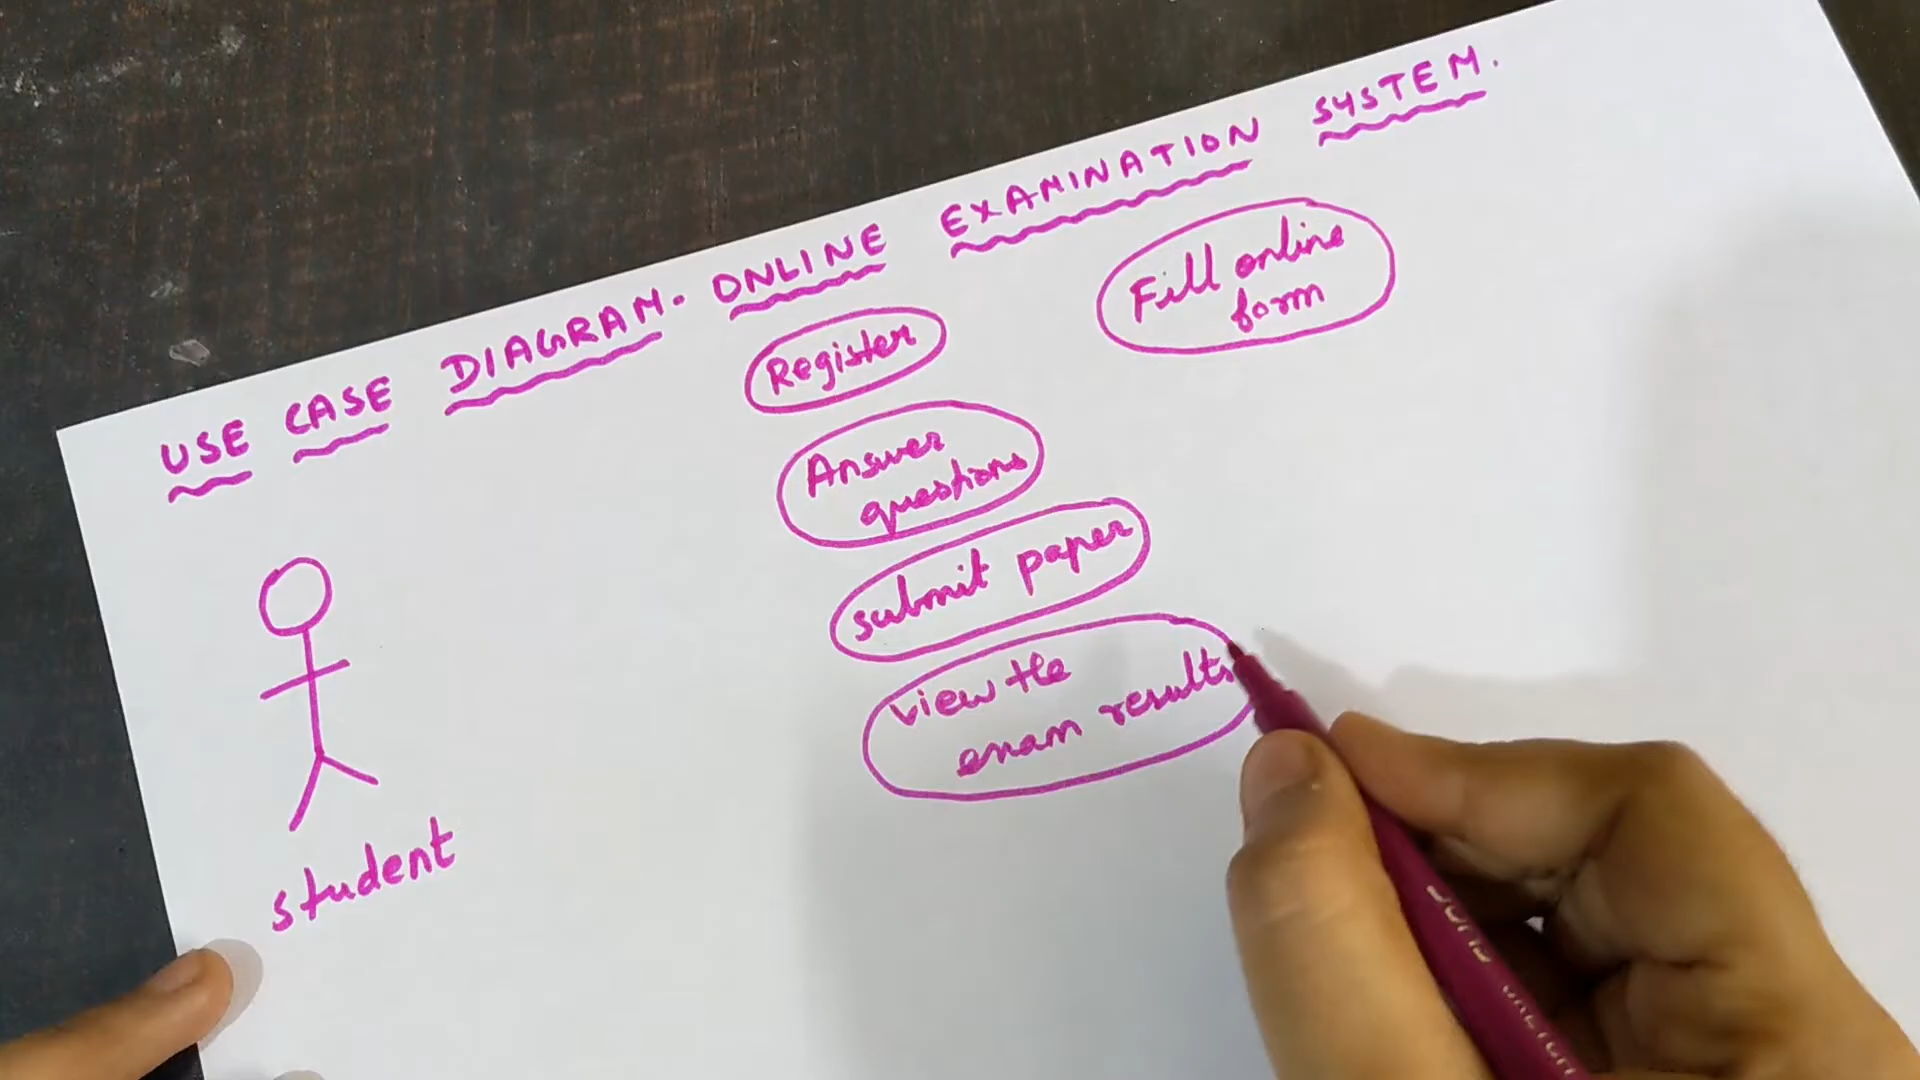 USE CASE DIAGRAM. ONLINE EXAMINATION SYSTEM.
Fill online
form
Register
Answer
questions
submit paper
view the
exam results
student